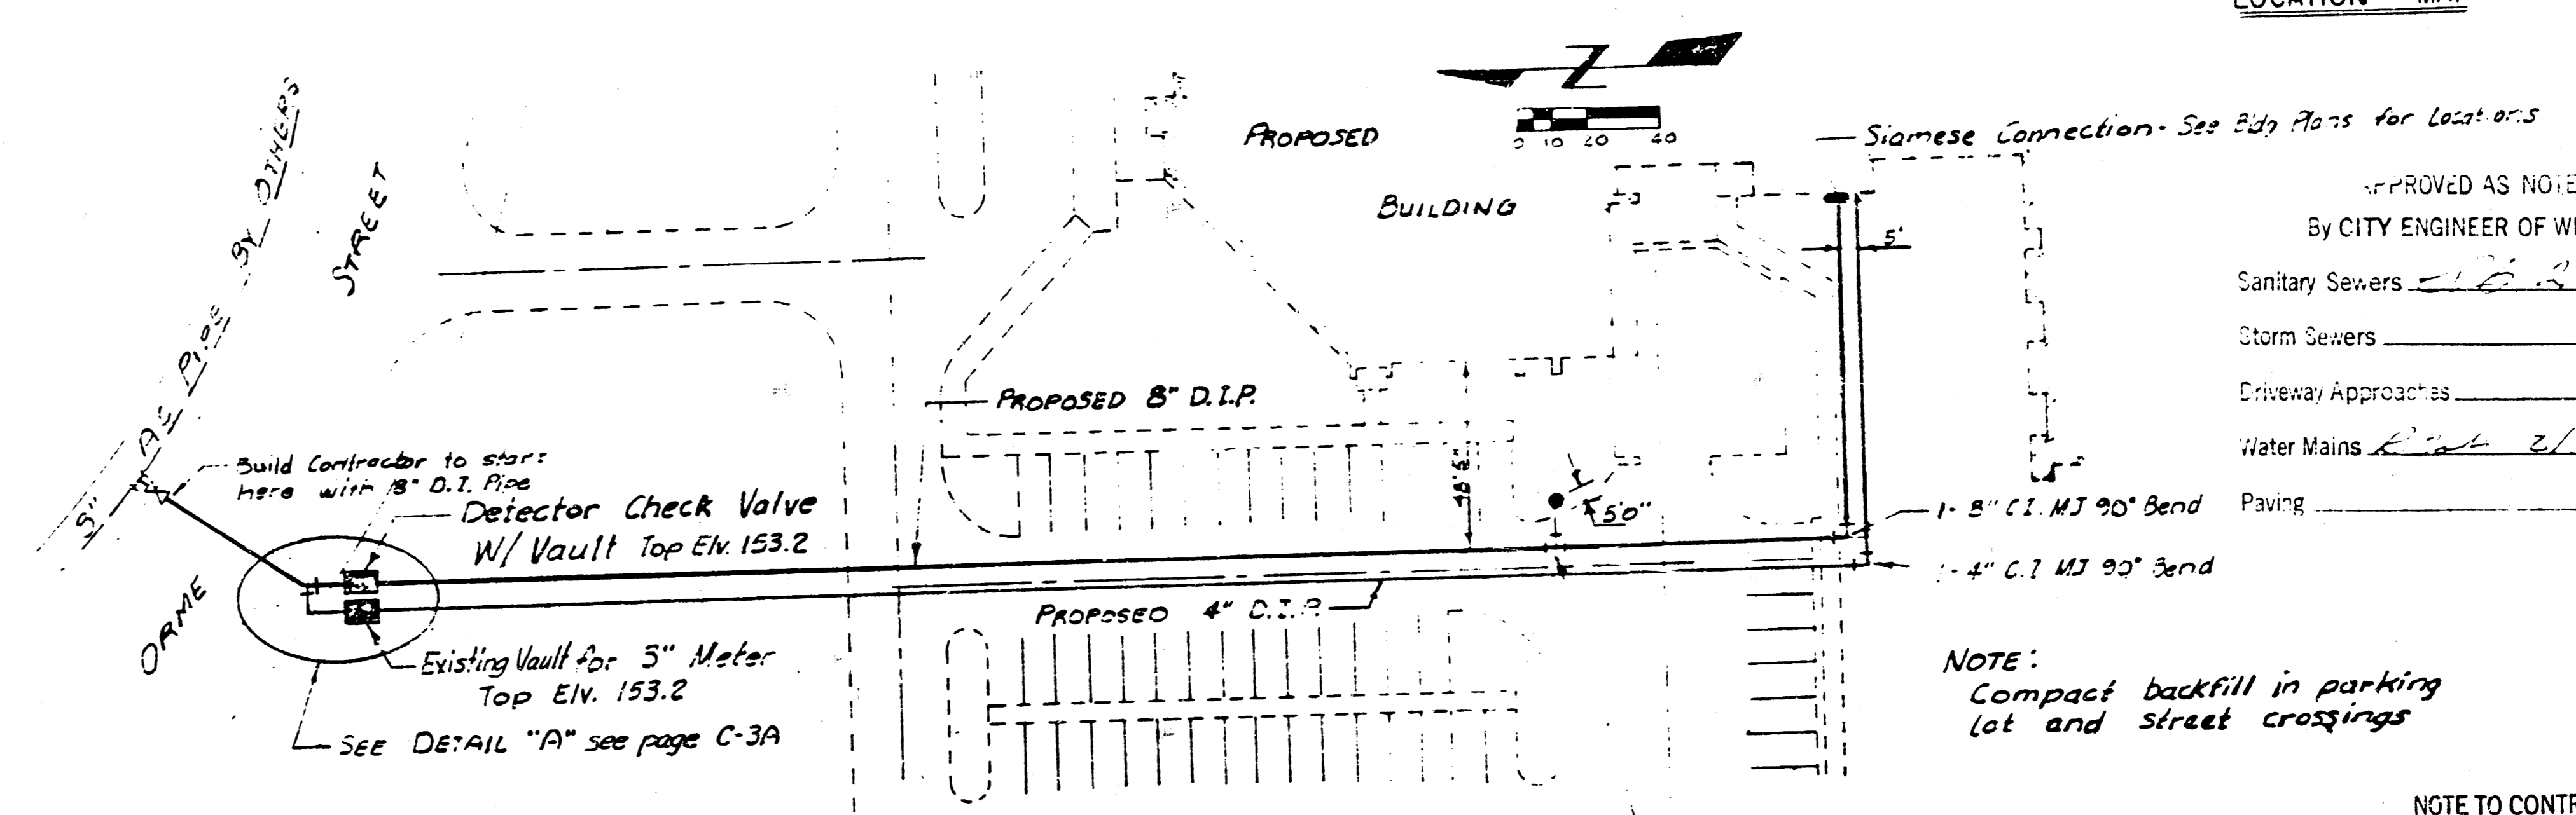 LOCATION MAP
8" AC PIPE BY OTHERS
STREET
ORME
PROPOSED
BUILDING
0 10 20 40
Siamese Connection - See Bldg Plans for Locations
APPROVED AS NOTE
By CITY ENGINEER OF WI
Sanitary Sewers
Storm Sewers
Driveway Approaches
Water Mains
Paving
5'
PROPOSED 8" D.I.P.
Build Contractor to start
here with 8" D.I. Pipe
Detector Check Valve
W/ Vault Top Elv. 153.2
48'5"
5'0"
1- 8" C.I. MJ 90° Bend
1- 4" C.I MJ 90° Bend
PROPOSED 4" D.I.P.
Existing Vault for 3" Meter
Top Elv. 153.2
SEE DETAIL "A" see page C-3A
NOTE:
Compact backfill in parking
lot and street crossings
NOTE TO CONTR